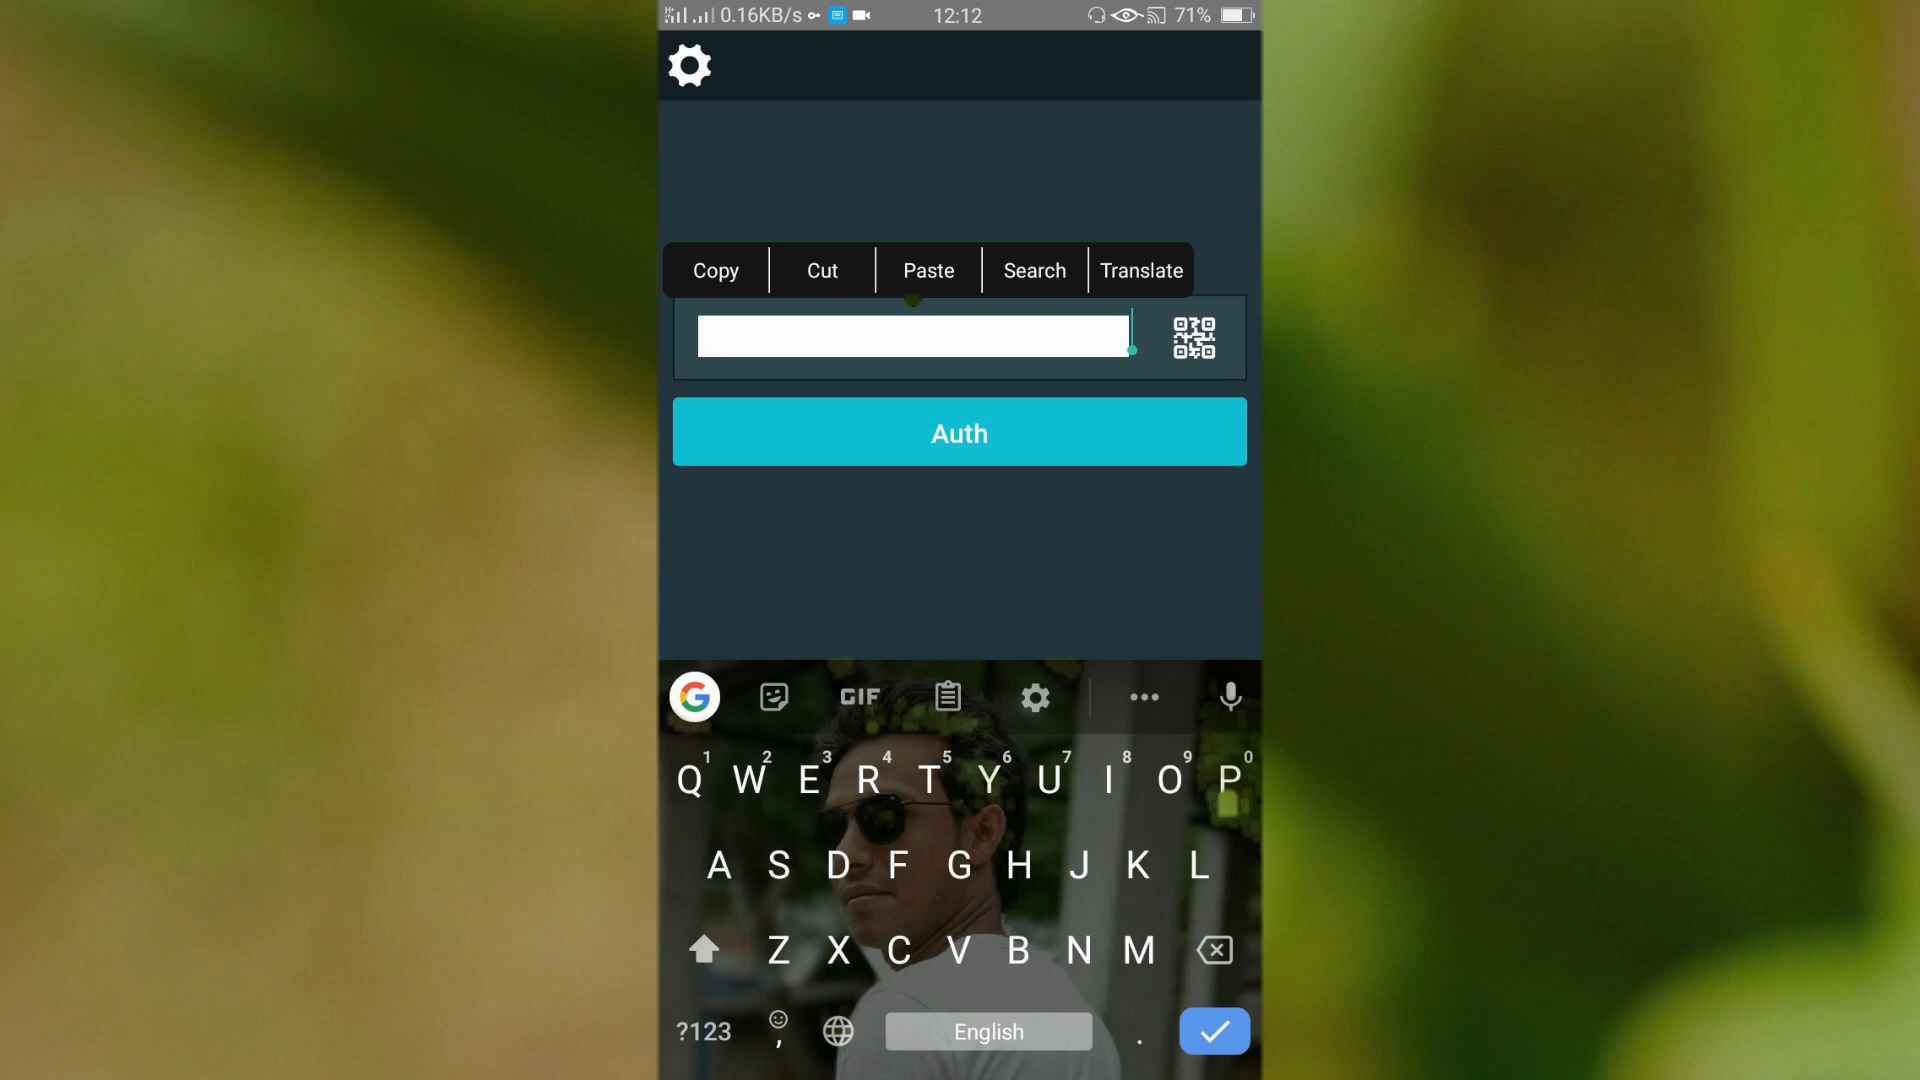 0.16KB/s 12:12 71%
Copy Cut Paste Search Translate
Auth
GIF
1 2 3 4 5 6 7 8 9 0
Q W E R T Y U I O P
A S D F G H J K L
Z X C V B N M
?123 , English .